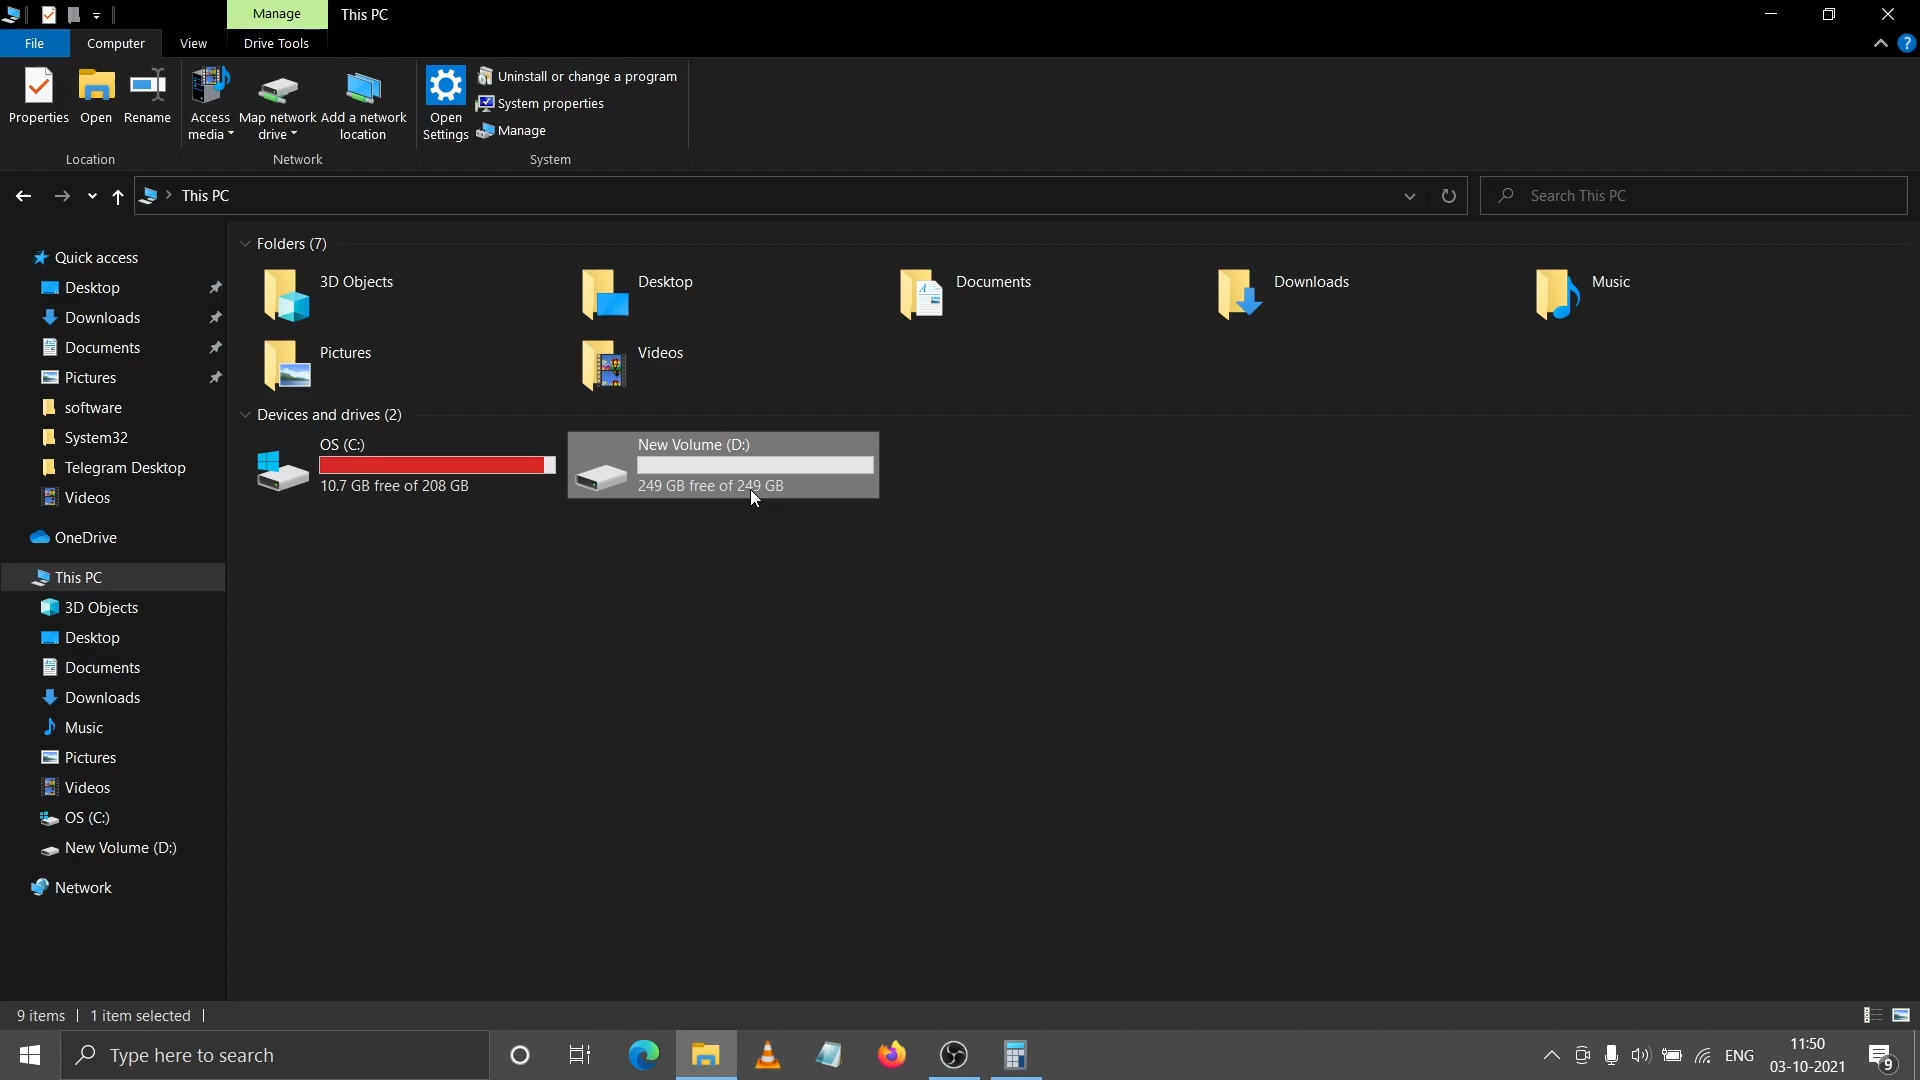 Manage
This PC
File
Computer
View
Drive Tools
Properties
Open
Rename
Access media
Map network drive
Add a network location
Open Settings
Uninstall or change a program
System properties
Manage
Location
Network
System
This PC
Search This PC
Quick access
Desktop
Downloads
Documents
Pictures
software
System32
Telegram Desktop
Videos
OneDrive
This PC
3D Objects
Desktop
Documents
Downloads
Music
Pictures
Videos
OS (C:)
New Volume (D:)
Network
Folders (7)
3D Objects
Desktop
Documents
Downloads
Music
Pictures
Videos
Devices and drives (2)
OS (C:)
10.7 GB free of 208 GB
New Volume (D:)
249 GB free of 249 GB
9 items
1 item selected
Type here to search
ENG
11:50
03-10-2021
9